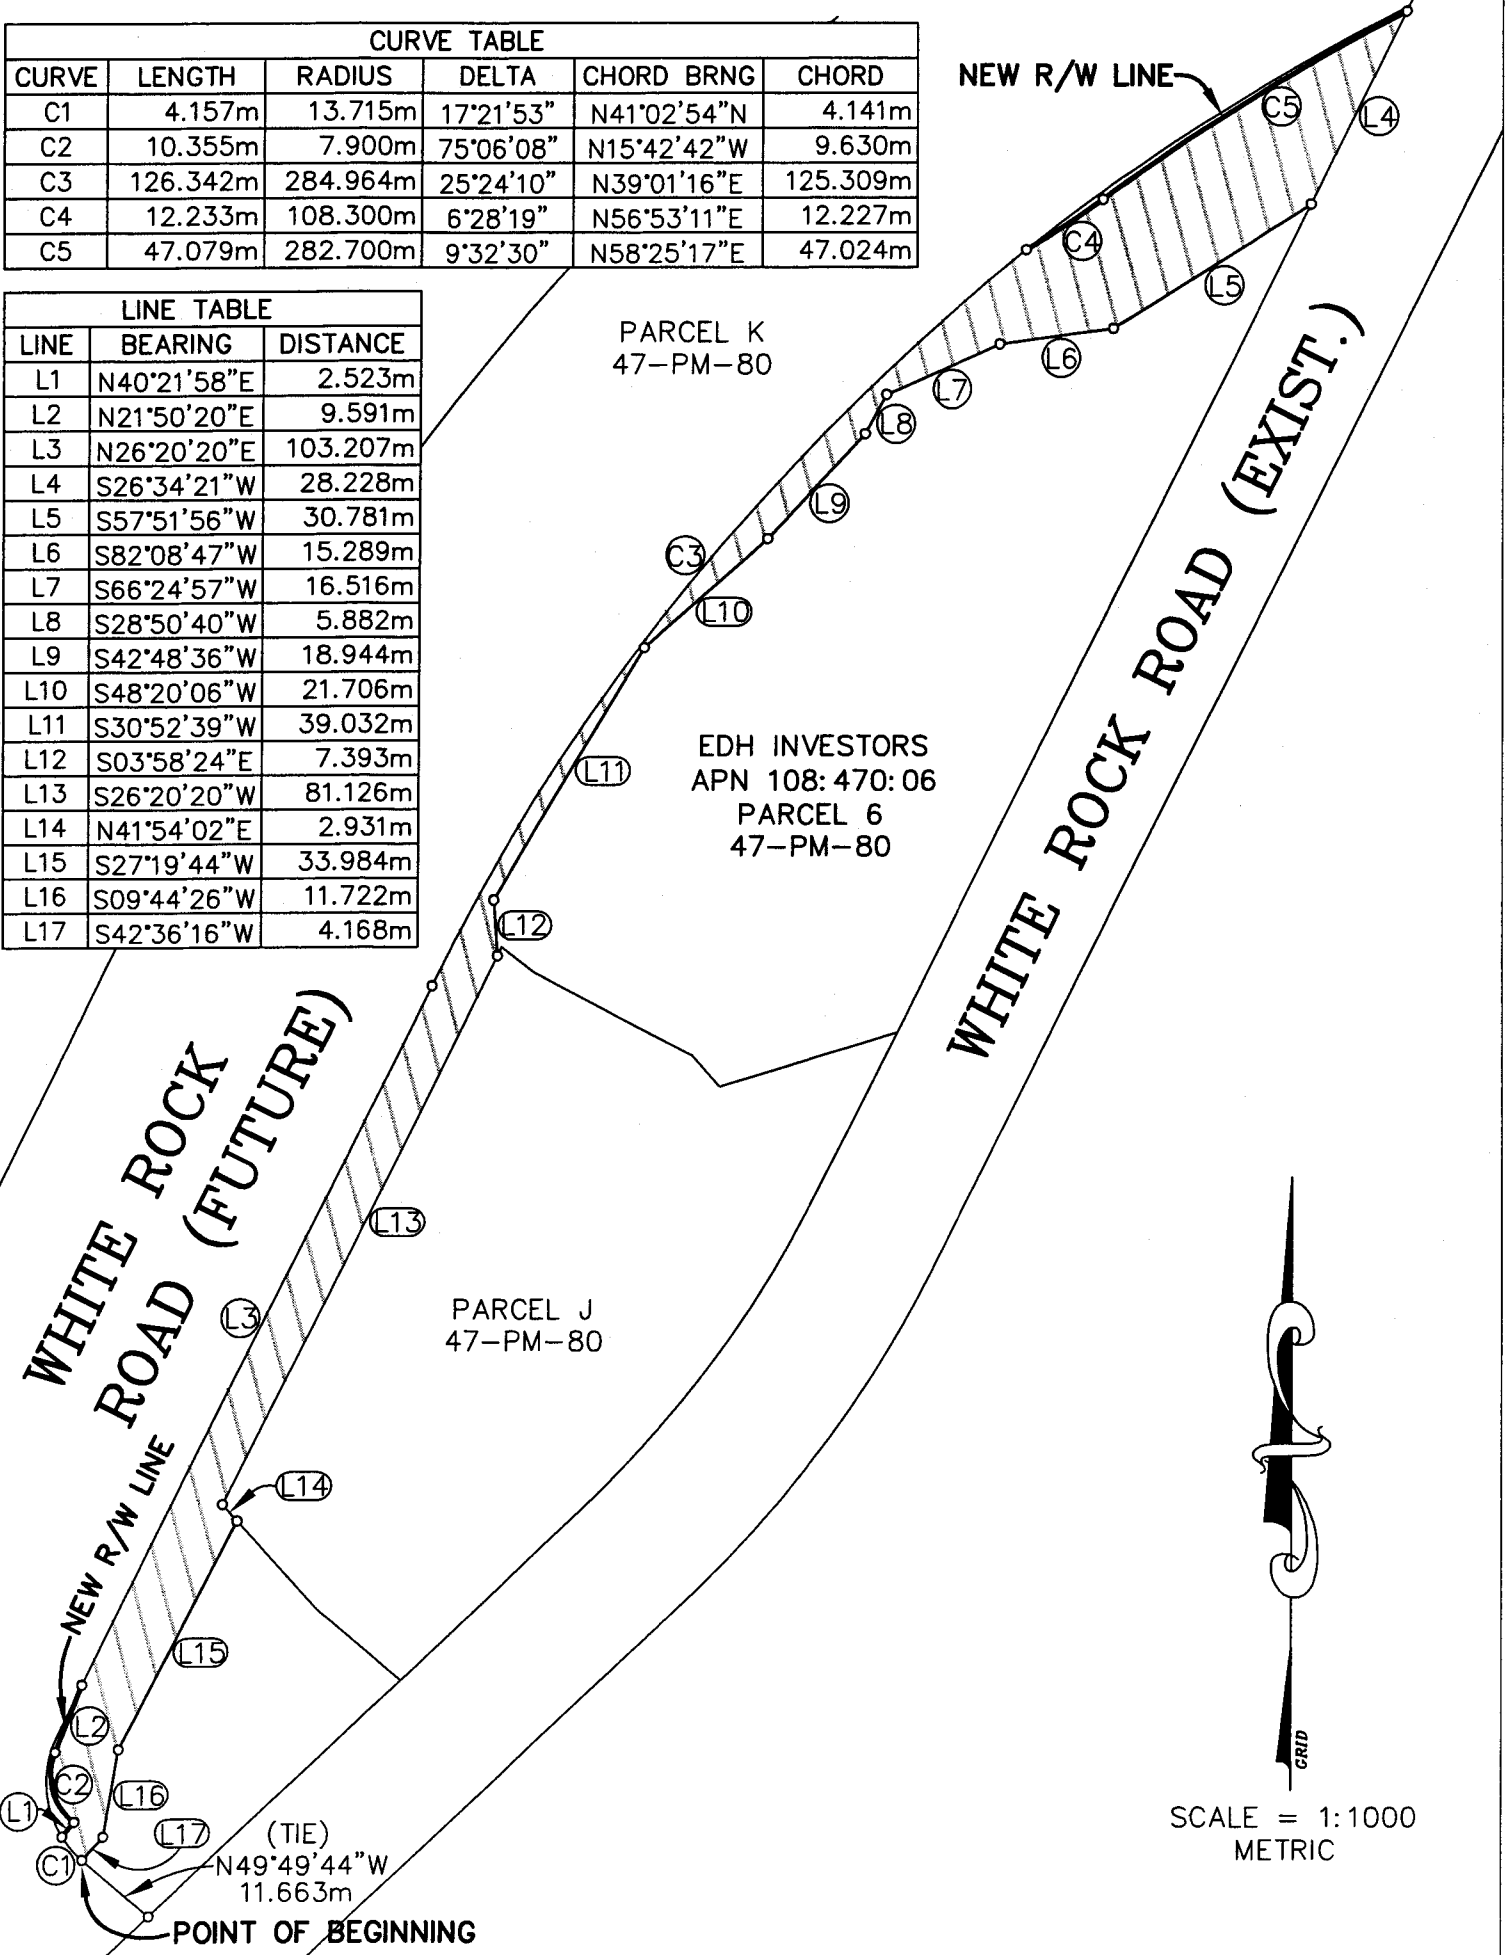 CURVE TABLE
CURVE LENGTH RADIUS DELTA CHORD BRNG CHORD
C1 4.157m 13.715m 17°21'53" N41°02'54"N 4.141m
C2 10.355m 7.900m 75°06'08" N15°42'42"W 9.630m
C3 126.342m 284.964m 25°24'10" N39°01'16"E 125.309m
C4 12.233m 108.300m 6°28'19" N56°53'11"E 12.227m
C5 47.079m 282.700m 9°32'30" N58°25'17"E 47.024m
LINE TABLE
LINE BEARING DISTANCE
L1 N40°21'58"E 2.523m
L2 N21°50'20"E 9.591m
L3 N26°20'20"E 103.207m
L4 S26°34'21"W 28.228m
L5 S57°51'56"W 30.781m
L6 S82°08'47"W 15.289m
L7 S66°24'57"W 16.516m
L8 S28°50'40"W 5.882m
L9 S42°48'36"W 18.944m
L10 S48°20'06"W 21.706m
L11 S30°52'39"W 39.032m
L12 S03°58'24"E 7.393m
L13 S26°20'20"W 81.126m
L14 N41°54'02"E 2.931m
L15 S27°19'44"W 33.984m
L16 S09°44'26"W 11.722m
L17 S42°36'16"W 4.168m
NEW R/W LINE
C5
L4
C4
L5
PARCEL K
47-PM-80
L6
L7
L8
L9
C3
L10
WHITE ROCK ROAD (EXIST.)
EDH INVESTORS
APN 108:470:06
PARCEL 6
47-PM-80
L11
L12
WHITE ROCK
ROAD (FUTURE)
L13
L3
PARCEL J
47-PM-80
L14
NEW R/W LINE
L15
L2
C2
L16
L1
L17
C1
(TIE)
N49°49'44"W
11.663m
POINT OF BEGINNING
GRID
SCALE = 1:1000
METRIC